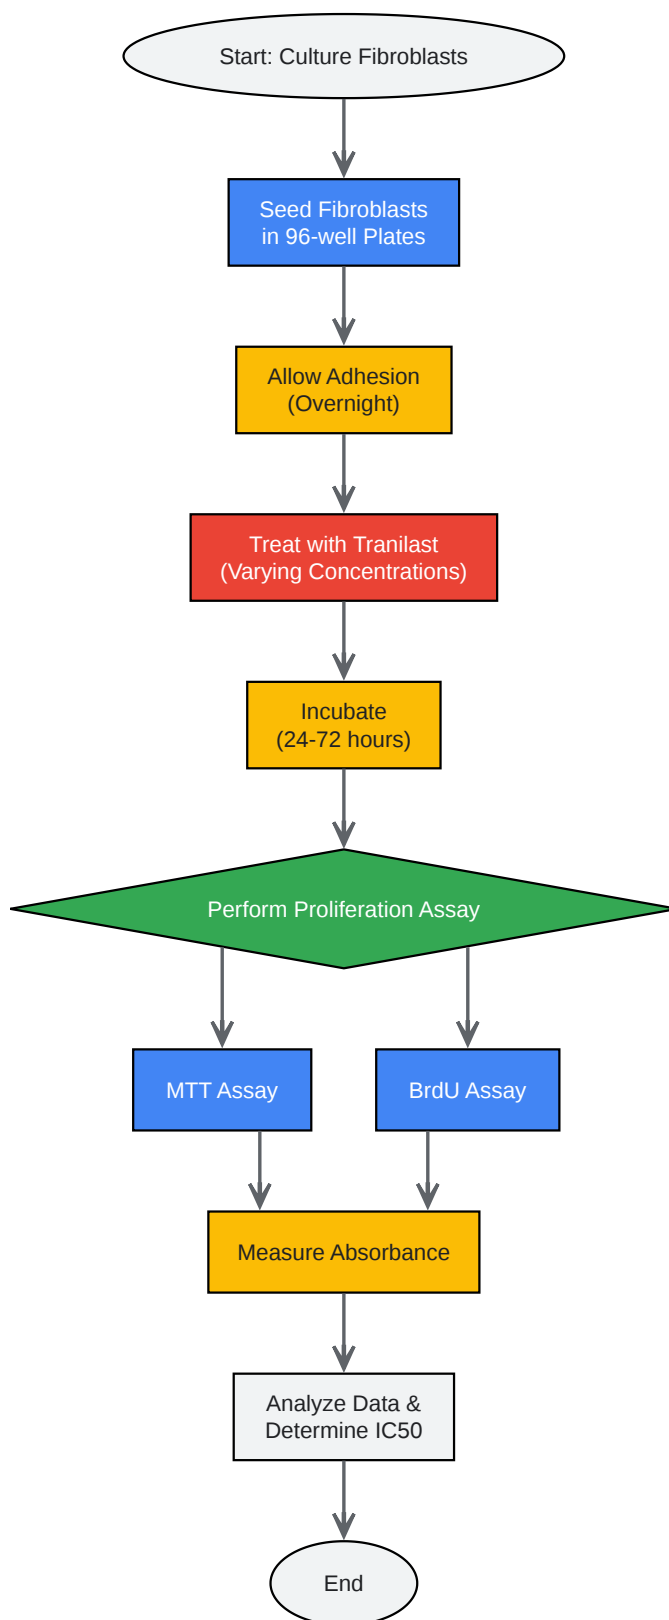 Start: Culture Fibroblasts
Seed Fibroblasts
in 96-well Plates
Allow Adhesion
(Overnight)
Treat with Tranilast
(Varying Concentrations)
Incubate
(24-72 hours)
Perform Proliferation Assay
MTT Assay
BrdU Assay
Measure Absorbance
Analyze Data &
Determine IC50
End